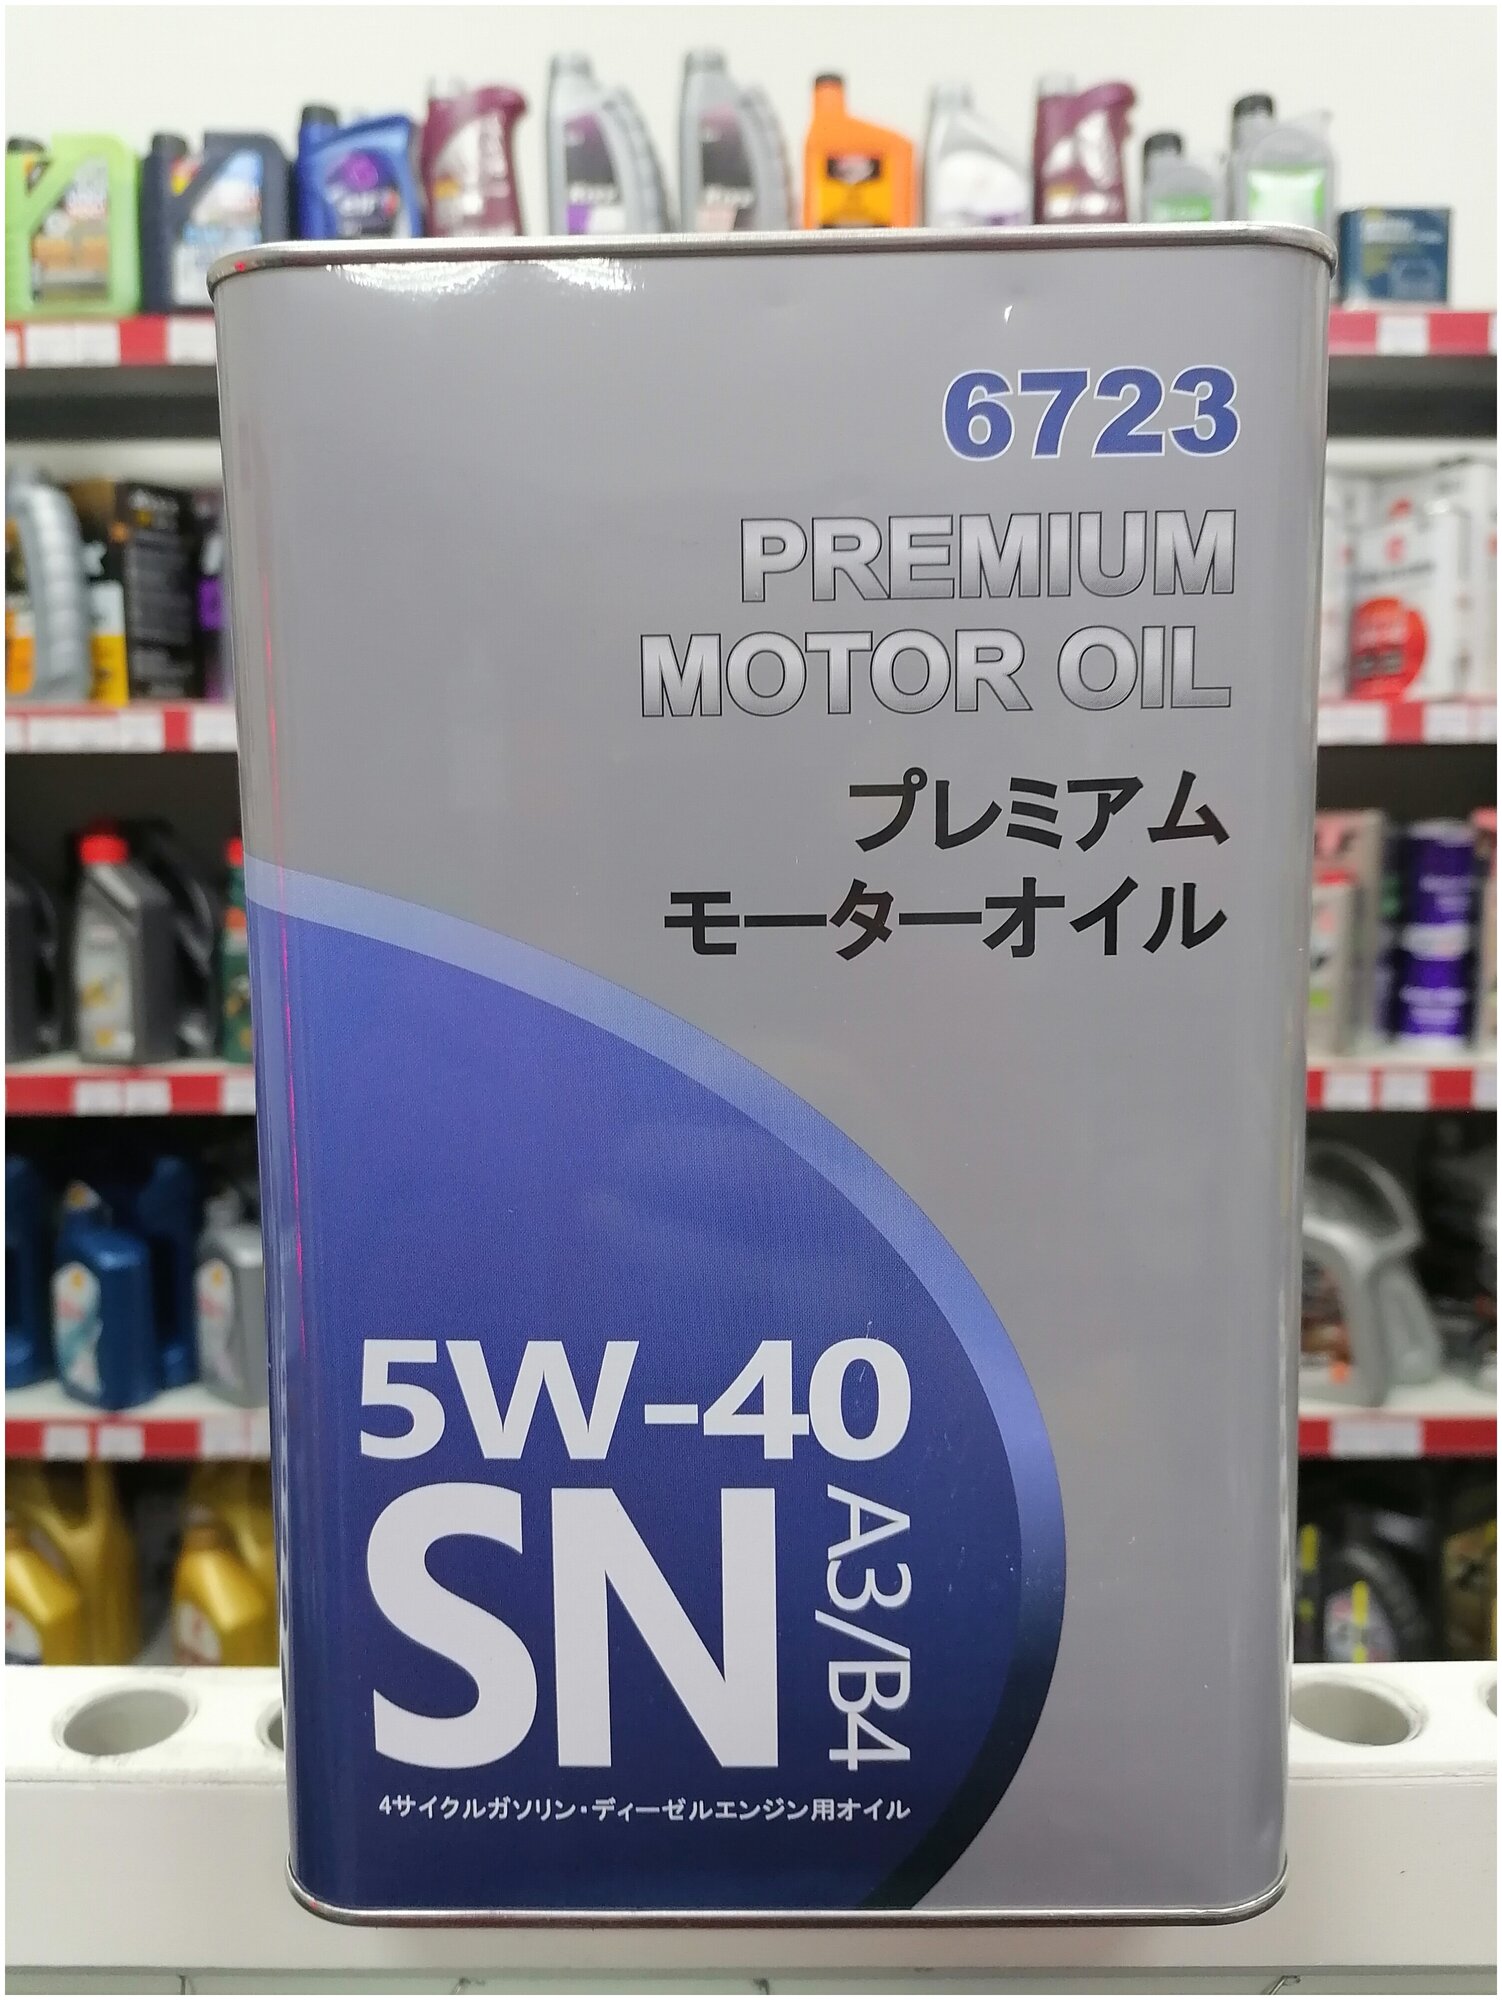 6723
PREMIUM
MOTOR OIL
プレミアム
モーターオイル
5W-40
SN
A3/B4
4サイクルガソリン・ディーゼルエンジン用オイル